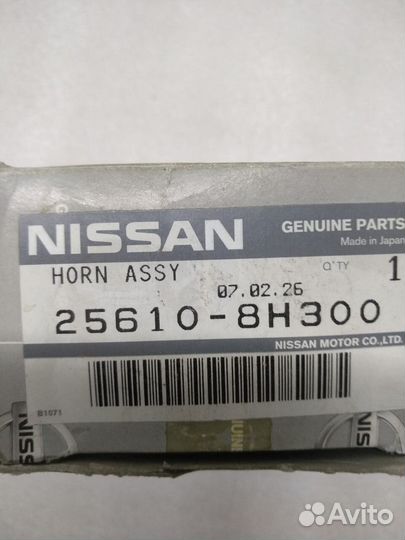 NISSAN
GENUINE PARTS
Made in Japan
HORN ASSY
Q'TY
1
07.02.26
25610-8H300
NISSAN MOTOR CO.,LTD.
B1071
Avito